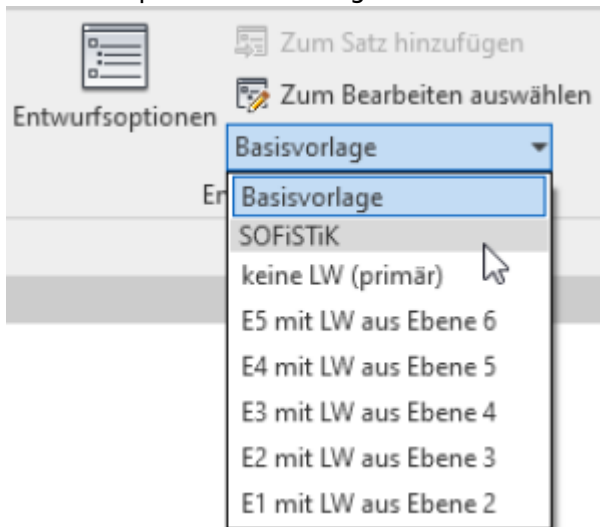 Zum Satz hinzufügen
Zum Bearbeiten auswählen
Entwurfsoptionen
Basisvorlage
Er
Basisvorlage
SOFiSTiK
keine LW (primär)
E5 mit LW aus Ebene 6
E4 mit LW aus Ebene 5
E3 mit LW aus Ebene 4
E2 mit LW aus Ebene 3
E1 mit LW aus Ebene 2